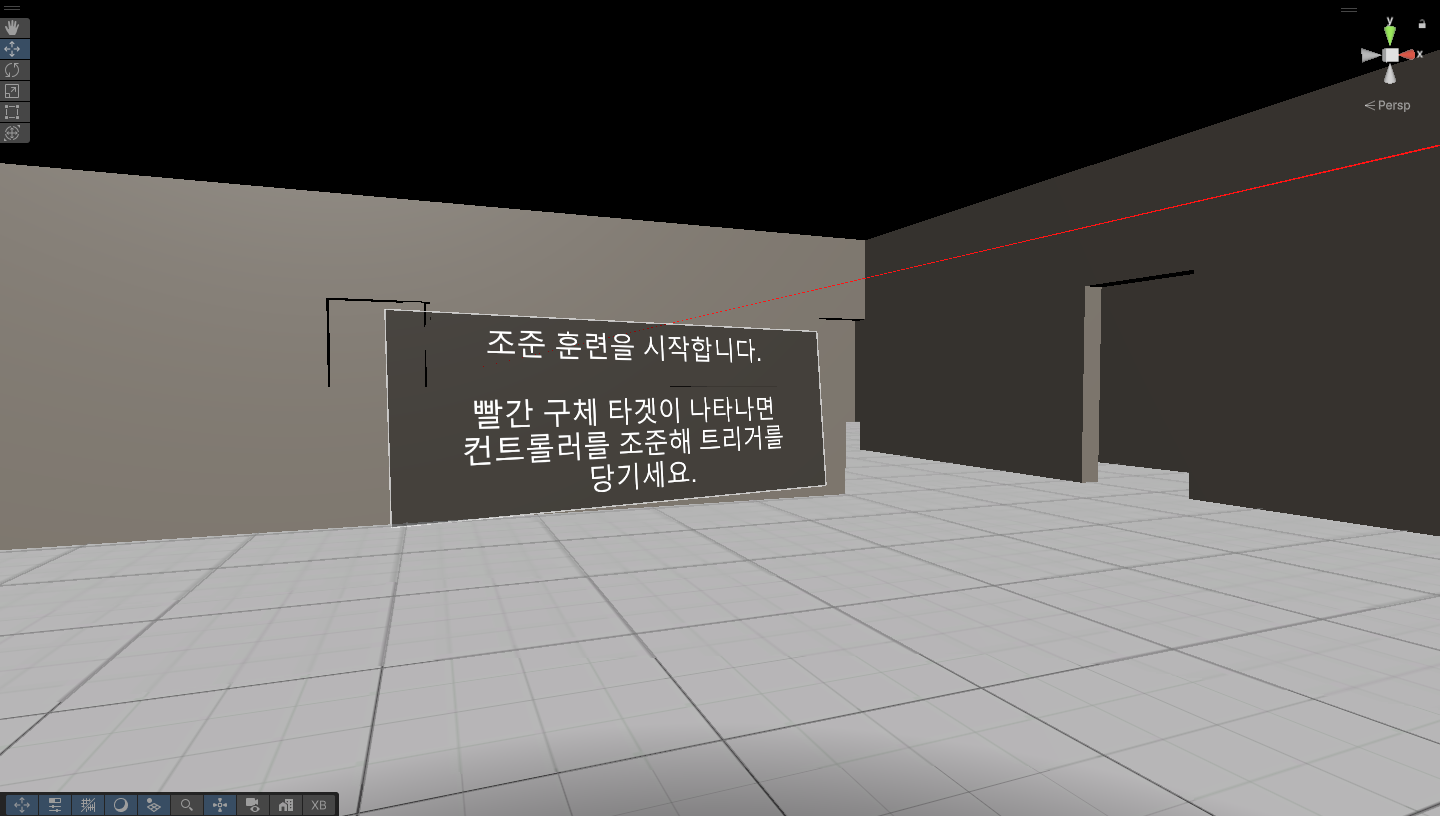 y
x
Persp
조준 훈련을 시작합니다.
빨간 구체 타겟이 나타나면
컨트롤러를 조준해 트리거를
당기세요.
XB